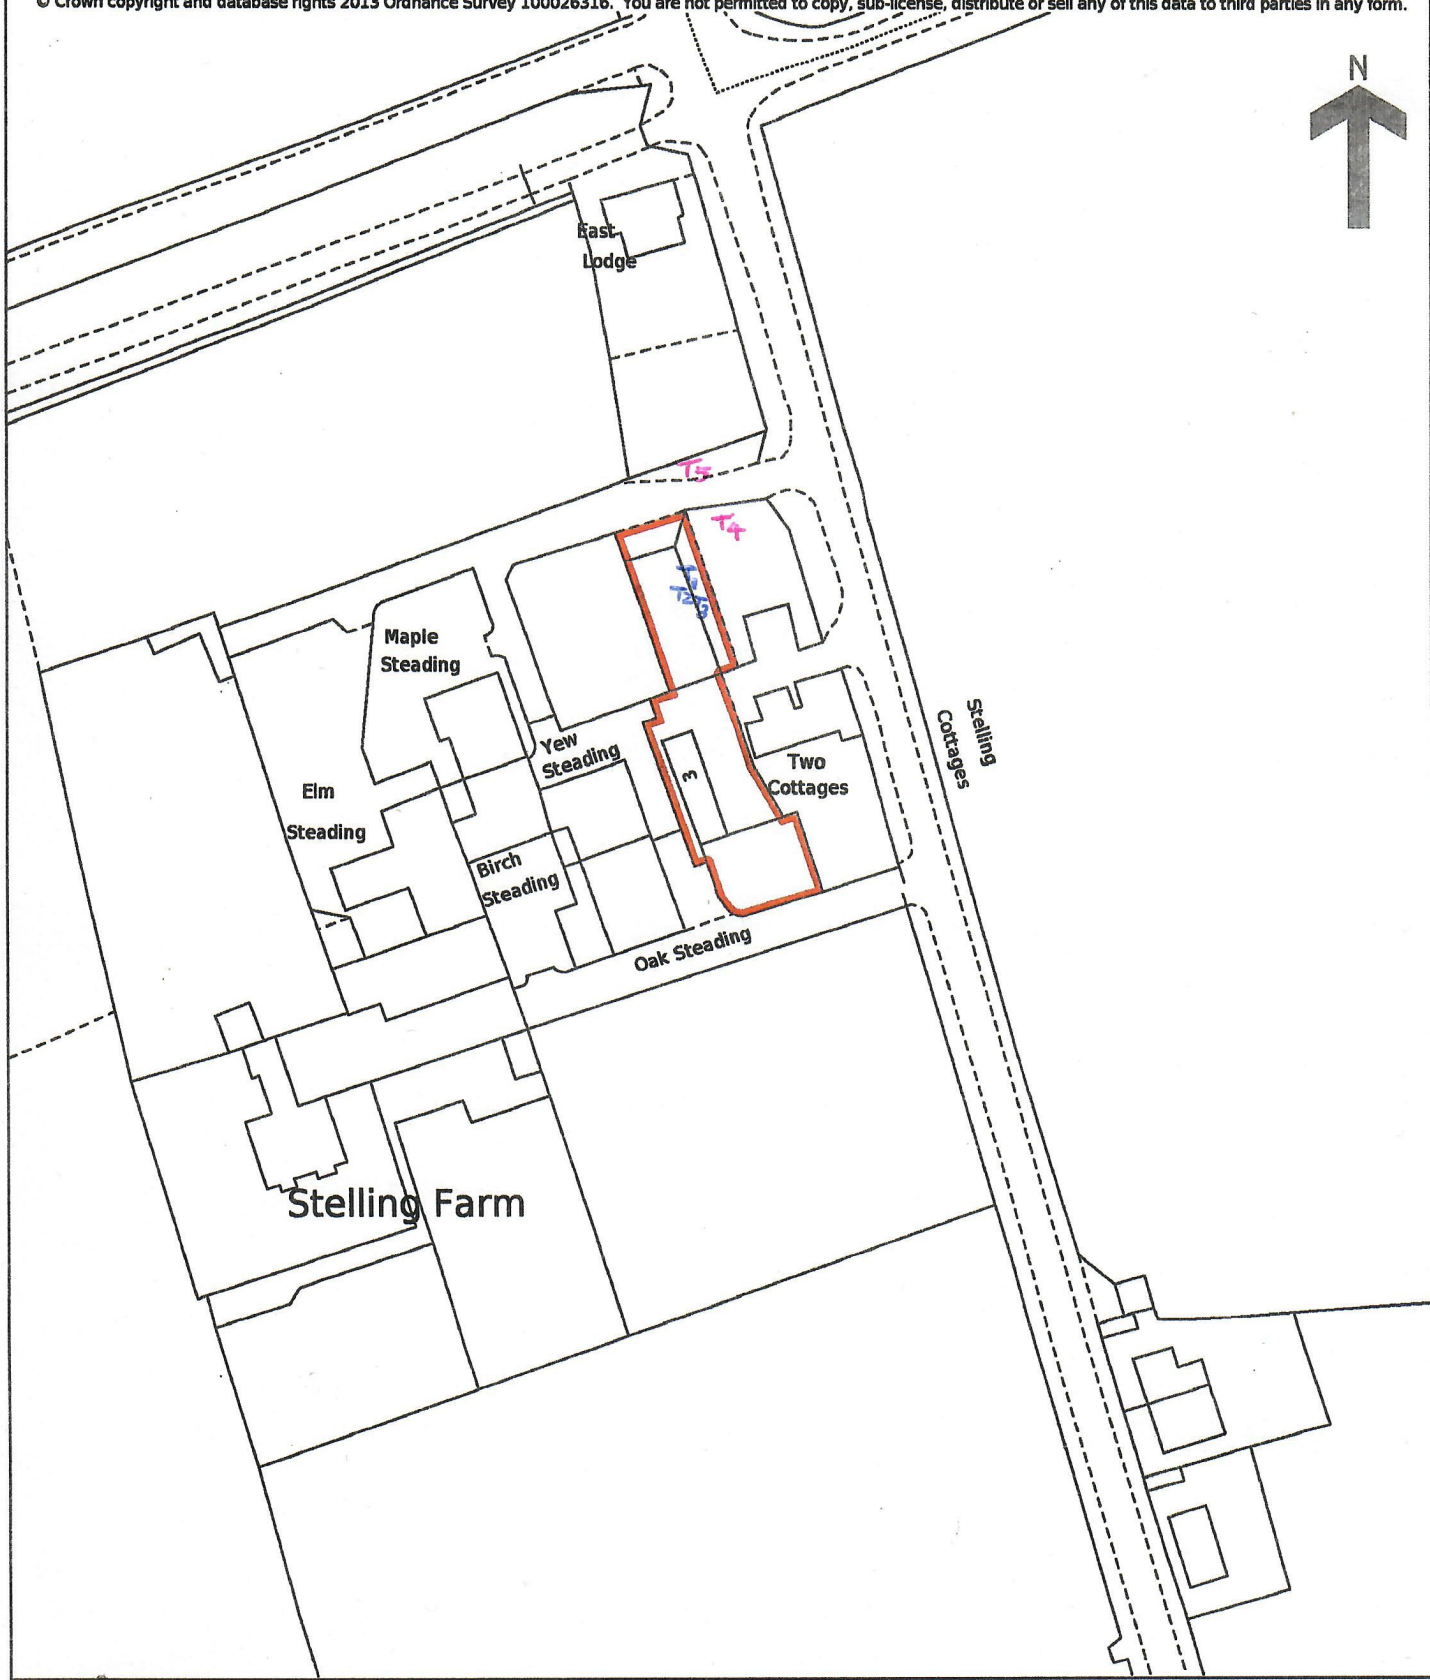 © Crown copyright and database rights 2013 Ordnance Survey 100026316. You are not permitted to copy, sub-license, distribute or sell any of this data to third parties in any form.
N
East
Lodge
T5
T4
T1
T2 T3
Maple
Steading
Yew
Steading
3
Two
Cottages
Stelling
Cottages
Elm
Steading
Birch
Steading
Oak Steading
Stelling Farm